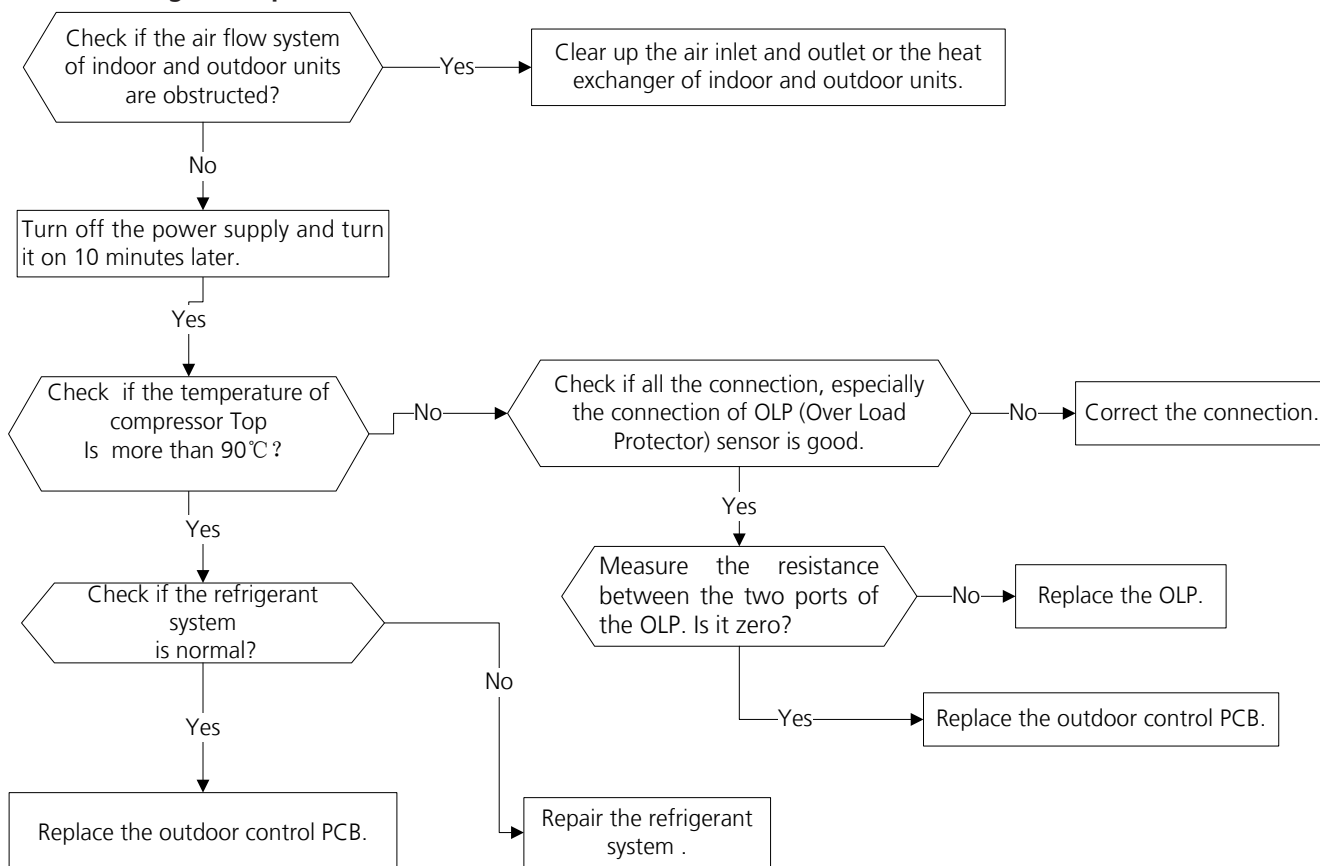 Check if the air flow system
of indoor and outdoor units
are obstructed?
Yes
Clear up the air inlet and outlet or the heat
exchanger of indoor and outdoor units.
No
Turn off the power supply and turn
it on 10 minutes later.
Yes
Check if the temperature of
compressor Top
Is more than 90℃?
No
Check if all the connection, especially
the connection of OLP (Over Load
Protector) sensor is good.
No
Correct the connection.
Yes
Yes
Measure the resistance
between the two ports of
the OLP. Is it zero?
No
Replace the OLP.
Check if the refrigerant
system
is normal?
No
Yes
Replace the outdoor control PCB.
Yes
Replace the outdoor control PCB.
Repair the refrigerant
system .